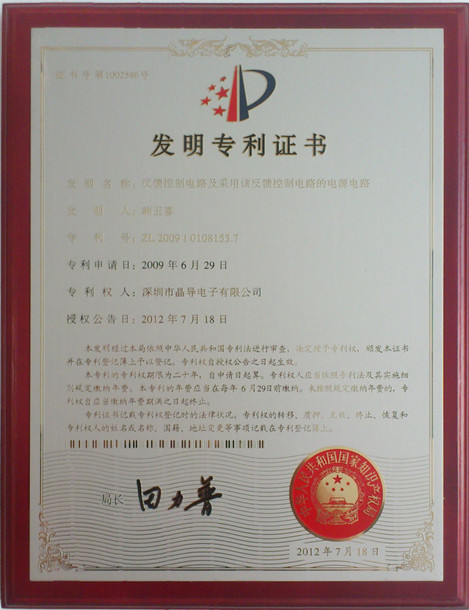 证书号第1002586号
发明专利证书
发明名称：反馈控制电路及采用该反馈控制电路的电源电路
发明人：
专利号：ZL 2009 1 0108153.7
专利申请日：2009年6月29日
专利权人：深圳市晶导电子有限公司
授权公告日：2012年7月18日
本发明经过本局依照中华人民共和国专利法进行审查，决定授予专利权，颁发本证书
并在专利登记簿上予以登记。专利权自授权公告之日起生效。
本专利的专利权期限为二十年，自申请日起算。专利权人应当依照专利法及其实施细
则规定缴纳年费。本专利的年费应当在每年6月29日前缴纳。未按照规定缴纳年费的，专
利权自应当缴纳年费期满之日起终止。
专利证书记载专利权登记时的法律状况。专利权的转移、质押、无效、终止、恢复和
专利权人的姓名或名称、国籍、地址变更等事项记载在专利登记簿上。
局长
田力普
中华人民共和国国家知识产权局
2012年7月18日